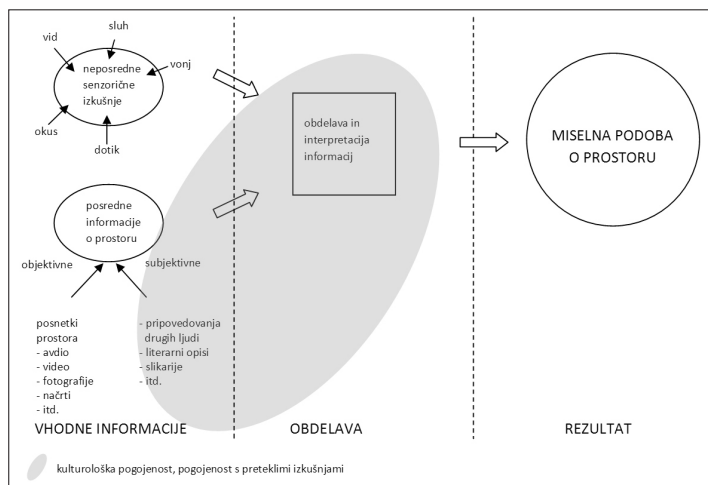 sluh
vid
vonj
neposredne
senzorične
izkušnje
okus
dotik
obdelava in
interpretacija
informacij
MISELNA PODOBA
O PROSTORU
posredne
informacije
o prostoru
objektivne
subjektivne
posnetki
prostora
- avdio
- video
- fotografije
- načrti
- itd.
- pripovedovanja
drugih ljudi
- literarni opisi
- slikarije
- itd.
VHODNE INFORMACIJE
OBDELAVA
REZULTAT
kulturološka pogojenost, pogojenost s preteklimi izkušnjami